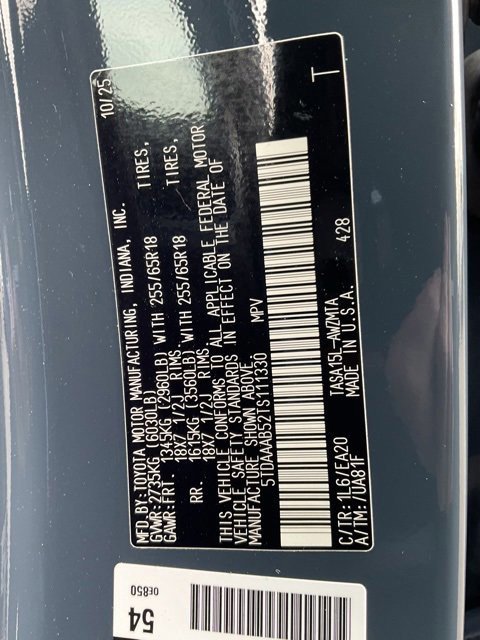 MFD.BY:TOYOTA MOTOR MANUFACTURING, INDIANA, INC. 10/25
GVWR:2735KG (6030LB)
GAWR:FRT. 1345KG (2960LB) WITH 255/65R18 TIRES,
18X7 1/2J RIMS
RR. 1615KG (3560LB) WITH 255/65R18 TIRES,
18X7 1/2J RIMS
THIS VEHICLE CONFORMS TO ALL APPLICABLE FEDERAL MOTOR
VEHICLE SAFETY STANDARDS IN EFFECT ON THE DATE OF
MANUFACTURE SHOWN ABOVE.
5TDAAAB52TS111330 MPV
C/TR:1L6/EA20 TASA15L-AWZMTA 428 T
A/TM:/UA81F MADE IN U.S.A.
54
0E850